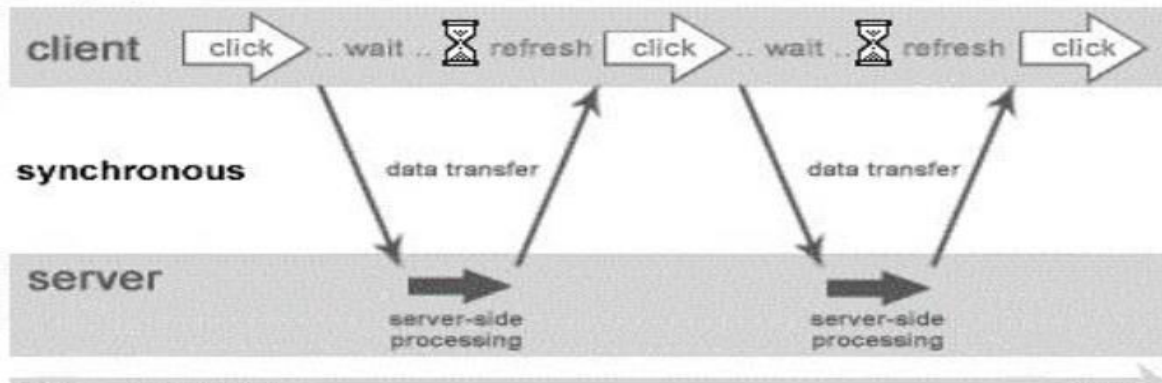 client click .. wait .. refresh click .. wait .. refresh click
synchronous data transfer data transfer
server
server-side server-side
processing processing